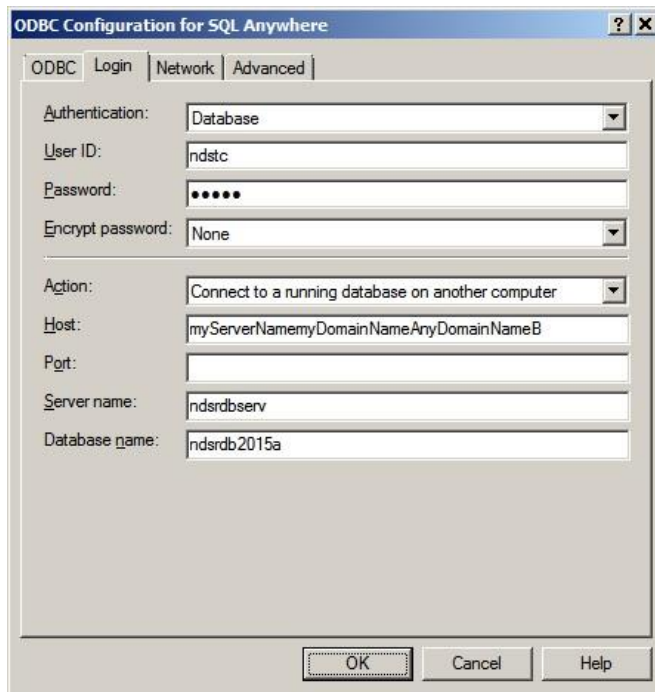 ODBC Configuration for SQL Anywhere
ODBC Login Network Advanced
Authentication: Database
User ID: ndstc
Password: •••••
Encrypt password: None
Action: Connect to a running database on another computer
Host: myServerNamemyDomainNameAnyDomainNameB
Port:
Server name: ndsrdbserv
Database name: ndsrdb2015a
OK Cancel Help